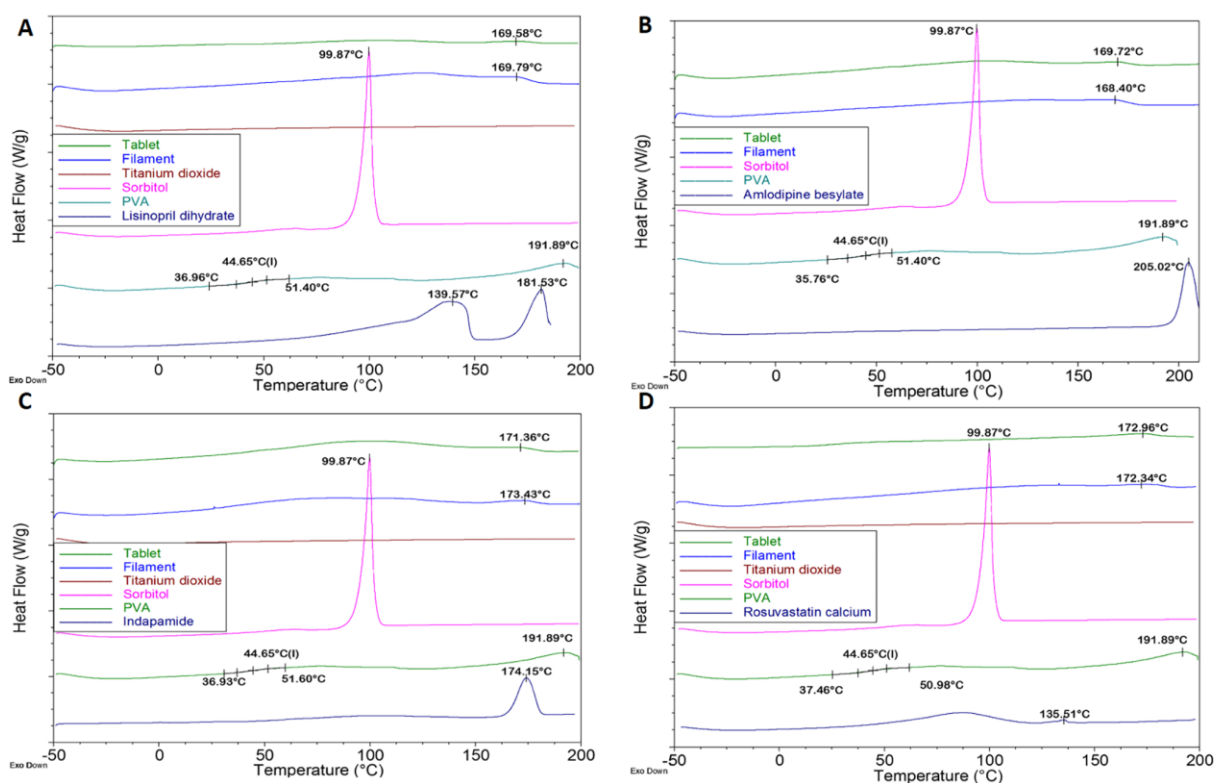 A
169.58°C
99.87°C
169.79°C
Heat Flow (W/g)
Tablet
Filament
Titanium dioxide
Sorbitol
PVA
Lisinopril dihydrate
191.89°C
44.65°C(I)
36.96°C
51.40°C
139.57°C
181.53°C
-50 0 50 100 150 200
Exo Down
Temperature (°C)
B
99.87°C
169.72°C
168.40°C
Heat Flow (W/g)
Tablet
Filament
Sorbitol
PVA
Amlodipine besylate
191.89°C
44.65°C(I)
35.76°C
51.40°C
205.02°C
-50 0 50 100 150 200
Exo Down
Temperature (°C)
C
171.36°C
99.87°C
173.43°C
Heat Flow (W/g)
Tablet
Filament
Titanium dioxide
Sorbitol
PVA
Indapamide
191.89°C
44.65°C(I)
36.93°C
51.60°C
174.15°C
-50 0 50 100 150 200
Exo Down
Temperature (°C)
D
99.87°C
172.96°C
172.34°C
Heat Flow (W/g)
Tablet
Filament
Titanium dioxide
Sorbitol
PVA
Rosuvastatin calcium
191.89°C
44.65°C(I)
37.46°C
50.98°C
135.51°C
-50 0 50 100 150 200
Exo Down
Temperature (°C)